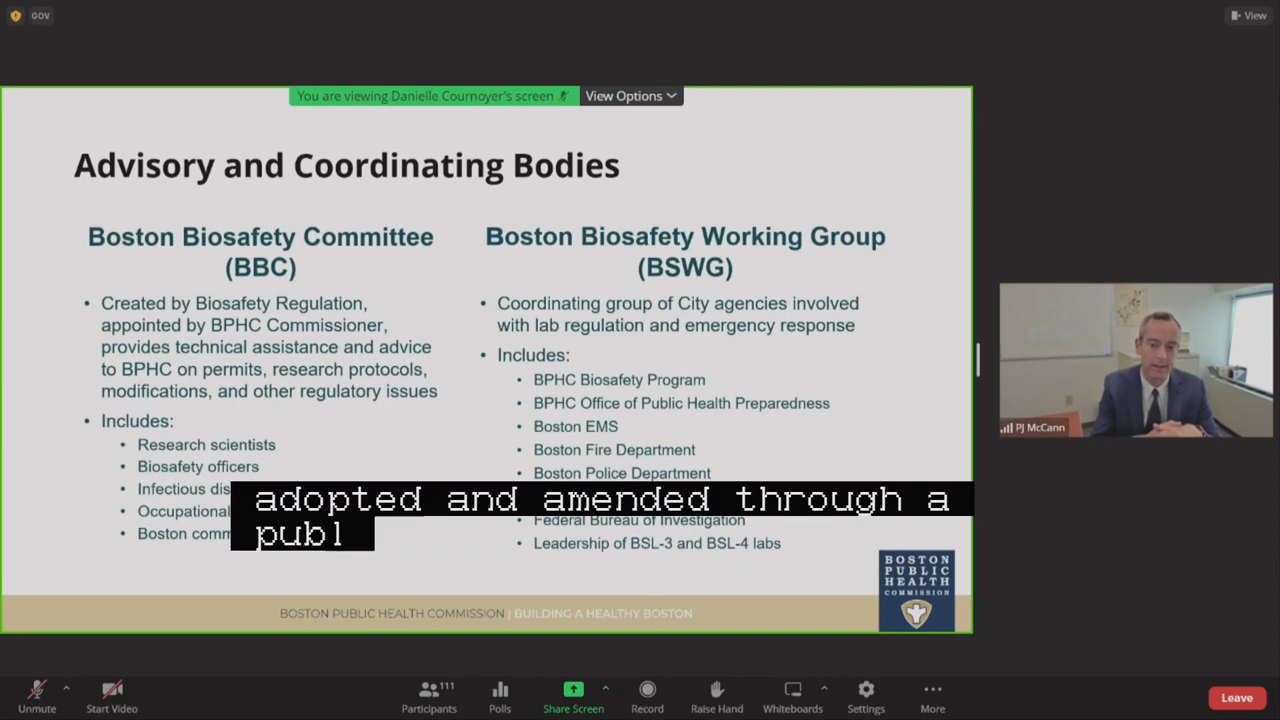 GOV
View
You are viewing Danielle Cournoyer's screen
View Options
Advisory and Coordinating Bodies
Boston Biosafety Committee
(BBC)
• Created by Biosafety Regulation,
appointed by BPHC Commissioner,
provides technical assistance and advice
to BPHC on permits, research protocols,
modifications, and other regulatory issues
• Includes:
• Research scientists
• Biosafety officers
• Infectious dis
• Occupational
• Boston comm
Boston Biosafety Working Group
(BSWG)
• Coordinating group of City agencies involved
with lab regulation and emergency response
• Includes:
• BPHC Biosafety Program
• BPHC Office of Public Health Preparedness
• Boston EMS
• Boston Fire Department
• Boston Police Department
• Federal Bureau of Investigation
• Leadership of BSL-3 and BSL-4 labs
adopted and amended through a
publ
BOSTON
PUBLIC
HEALTH
COMMISSION
BOSTON PUBLIC HEALTH COMMISSION | BUILDING A HEALTHY BOSTON
PJ McCann
Unmute
Start Video
111
Participants
Polls
Share Screen
Record
Raise Hand
Whiteboards
Settings
More
Leave